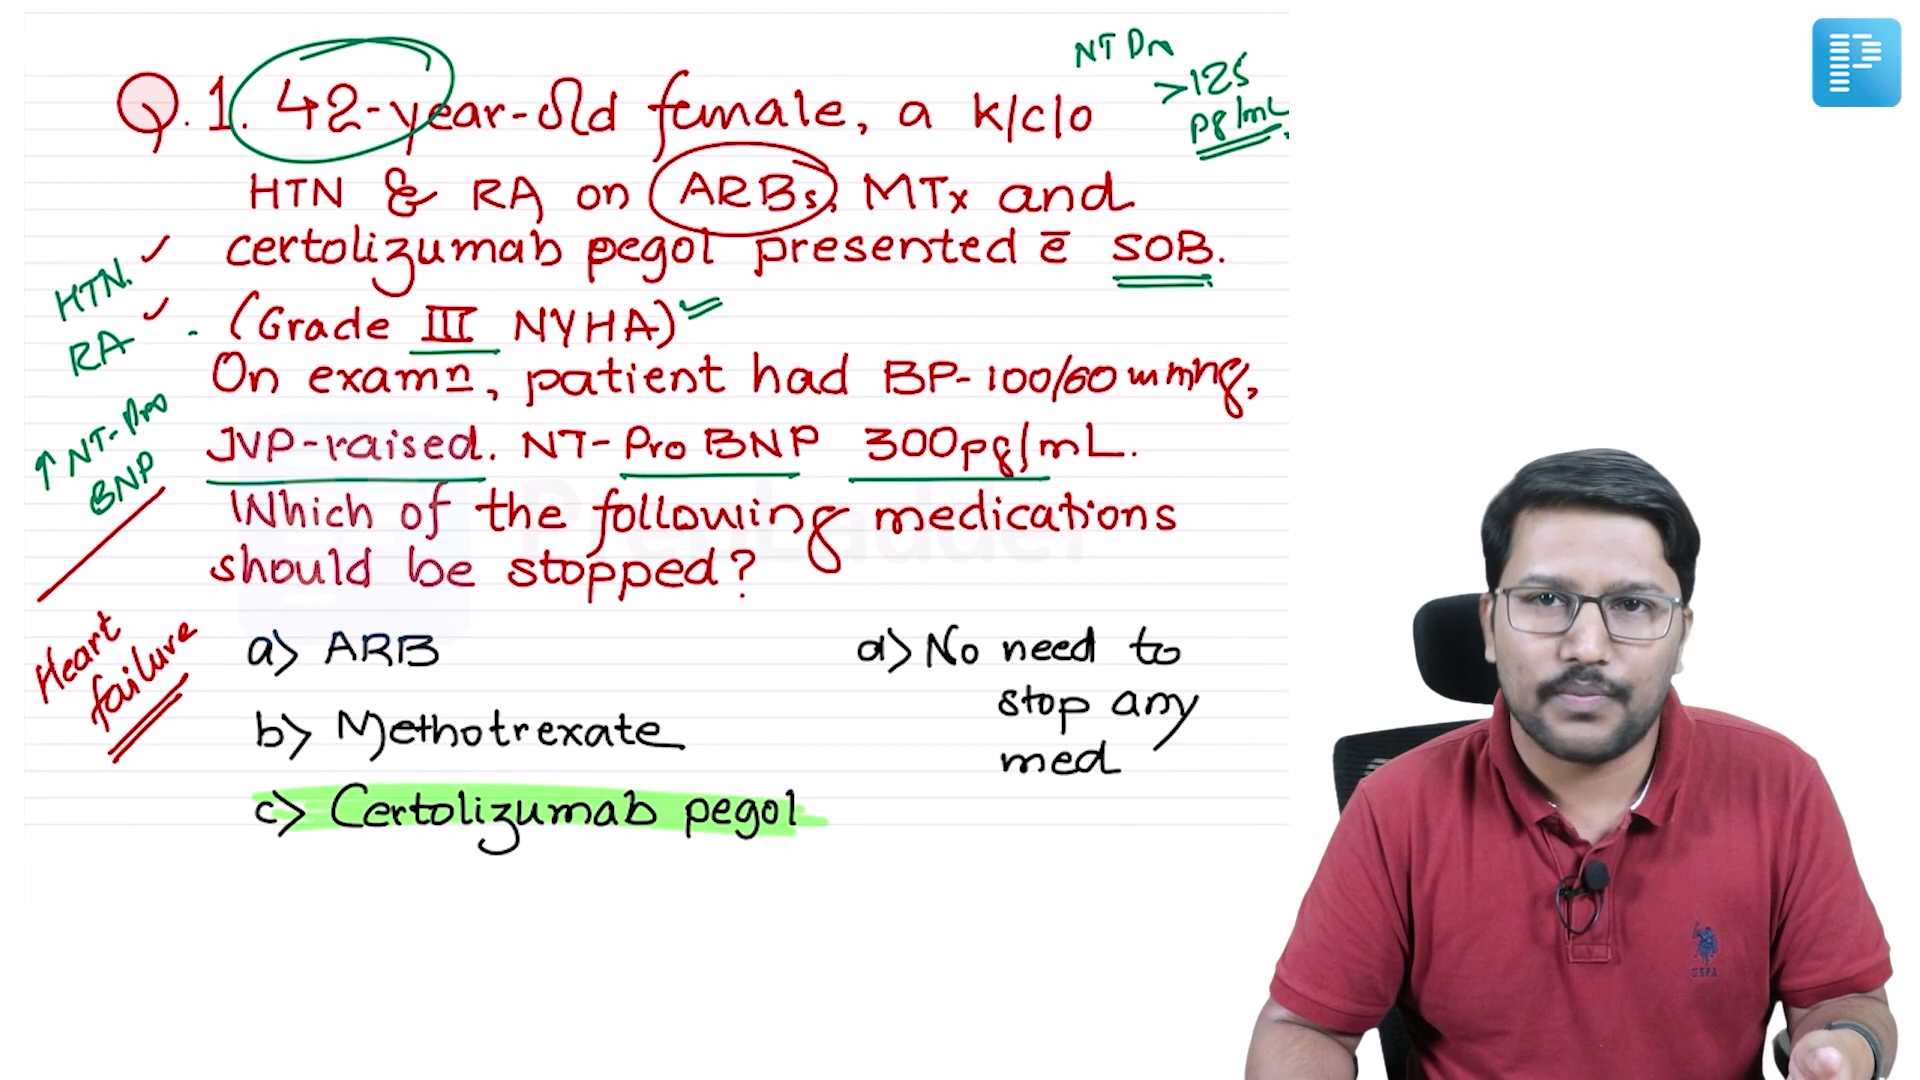 NT Pro
>125
pg/mL
Q.1. 42-year-old female, a k/c/o
HTN & RA on ARBs, MTx and
certolizumab pegol presented c̄ SOB.
(Grade III NYHA)
On examn, patient had BP-100/60 mmHg,
JVP-raised. NT-Pro BNP 300pg/mL.
Which of the following medications
should be stopped?
HTN.
RA
↑ NT-Pro
BNP
Heart
failure
a) ARB
b) Methotrexate
c) Certolizumab pegol
d) No need to
stop any
med
PrepLadder
USPA